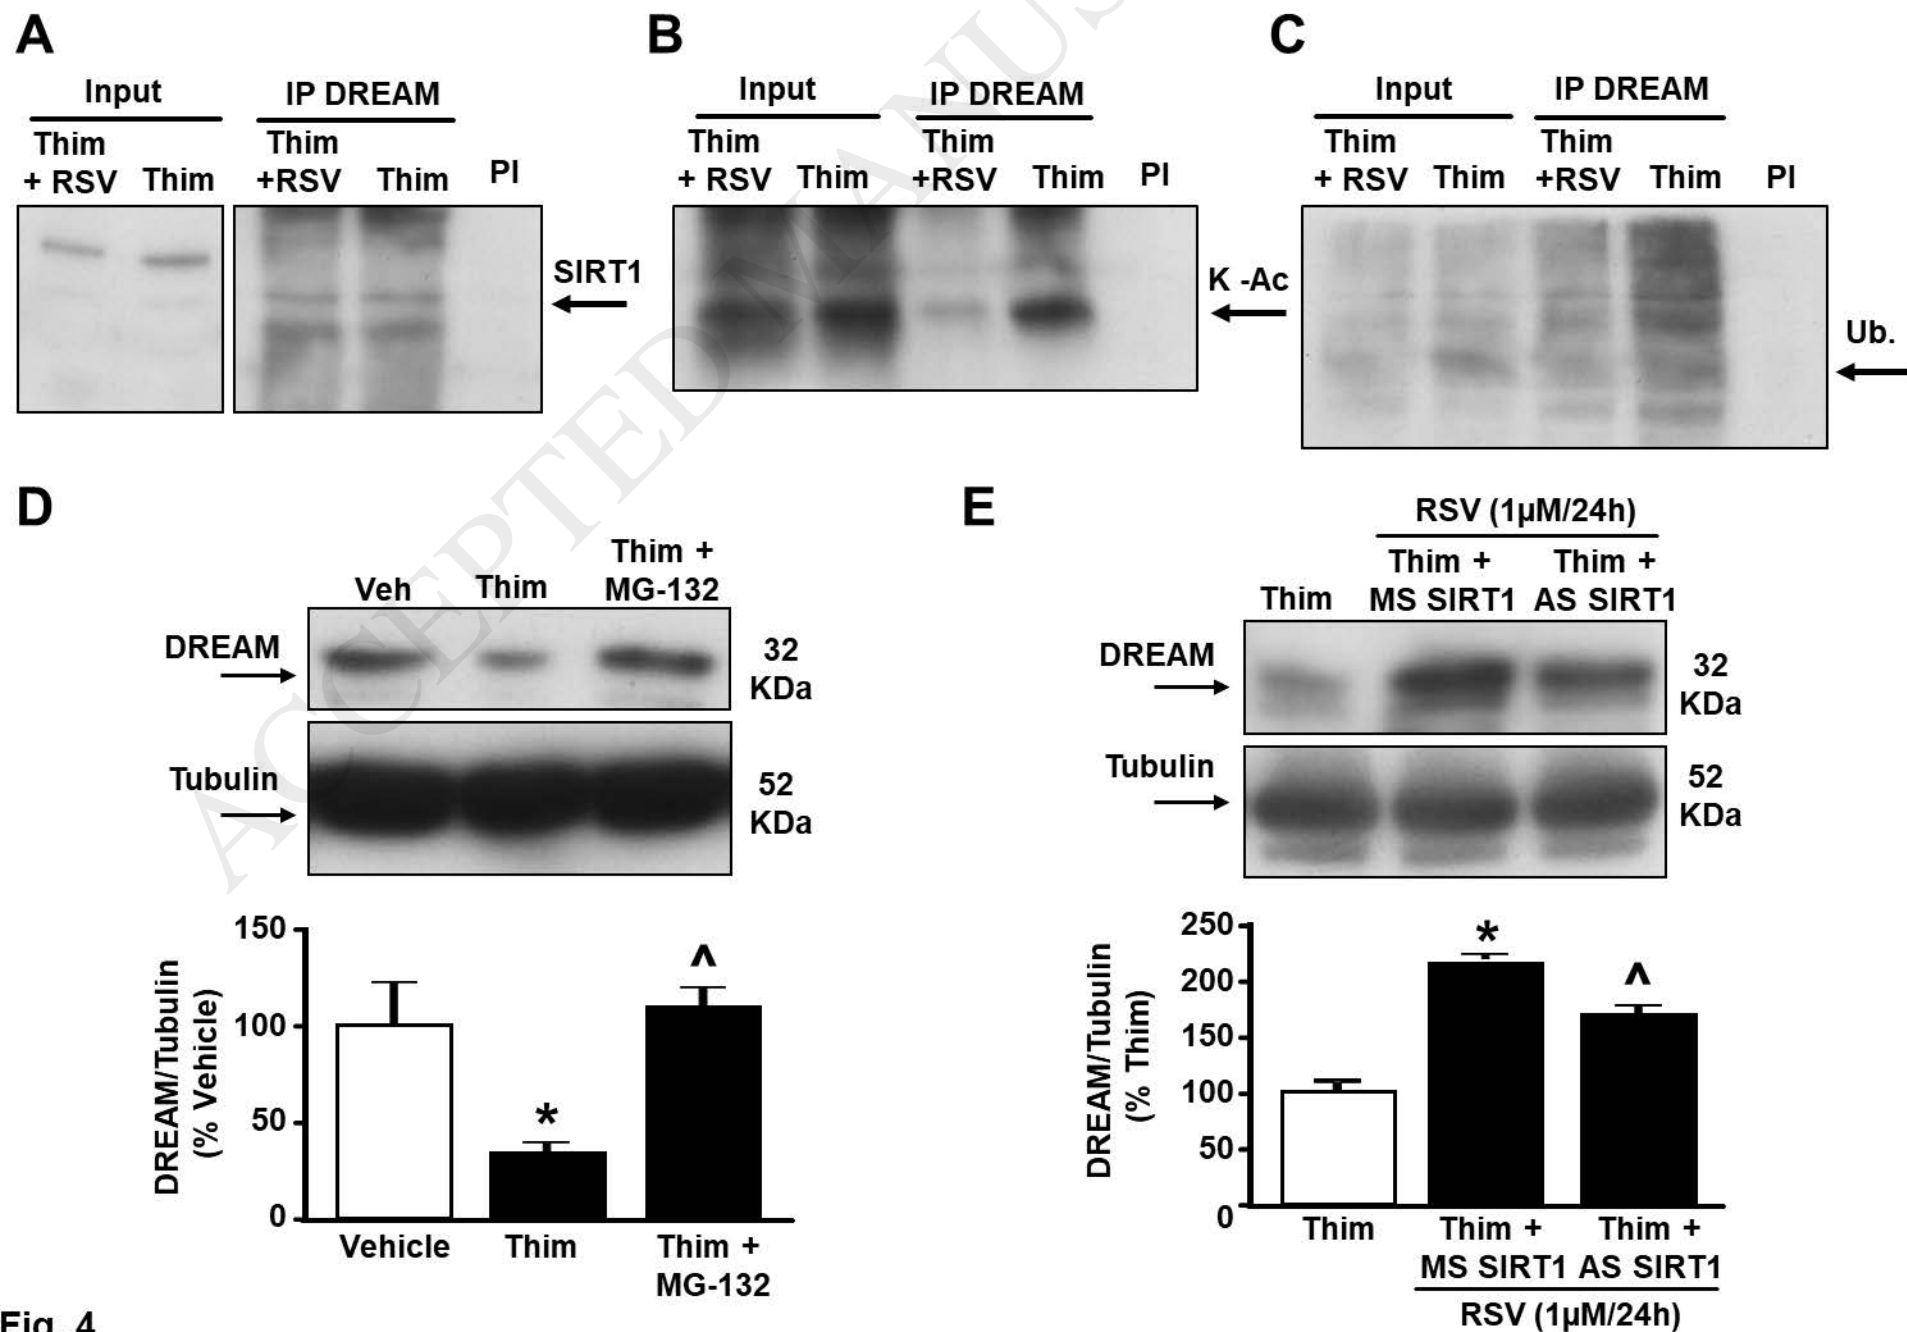 A
Input
IP DREAM
Thim
+ RSV
Thim
Thim
+RSV
Thim
PI
SIRT1
B
Input
IP DREAM
Thim
+ RSV
Thim
Thim
+RSV
Thim
PI
K -Ac
C
Input
IP DREAM
Thim
+ RSV
Thim
Thim
+RSV
Thim
PI
Ub.
ACCEPTED MANUS
D
Veh
Thim
Thim +
MG-132
DREAM
32
KDa
Tubulin
52
KDa
DREAM/Tubulin
(% Vehicle)
150
100
50
0
*
^
Vehicle
Thim
Thim +
MG-132
E
RSV (1µM/24h)
Thim
Thim +
MS SIRT1
Thim +
AS SIRT1
DREAM
32
KDa
Tubulin
52
KDa
DREAM/Tubulin
(% Thim)
250
200
150
100
50
0
*
^
Thim
Thim +
MS SIRT1
Thim +
AS SIRT1
RSV (1µM/24h)
Fig. 4